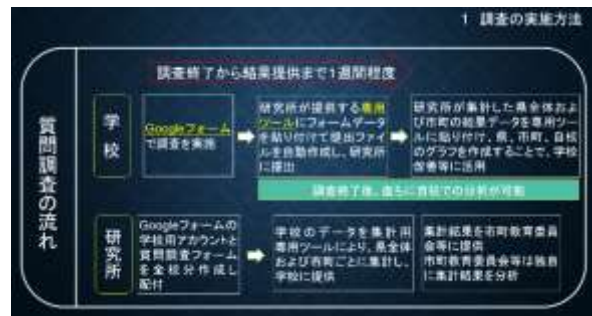 1 調査の実施方法
調査終了から結果提供まで1週間程度
質問調査の流れ
学校
Googleフォーム
で調査を実施
研究所が提供する専用
ツールにフォームデータ
を貼り付けて提出ファイ
ルを自動作成し、研究所
に提出
研究所が集計した県全体およ
び市町の結果データを専用ツー
ルに貼り付け、県、市町、自校
のグラフを作成することで、学校
改善等に活用
調査終了後、直ちに自校での分析が可能
研究所
Googleフォームの
学校用アカウントと
質問調査フォーム
を全校分作成し
配付
学校のデータを集計用
専用ツールにより、県全体
および市町ごとに集計し、
学校に提供
集計結果を市町教育委員
会等に提供
市町教育委員会等は独自
に集計結果を分析